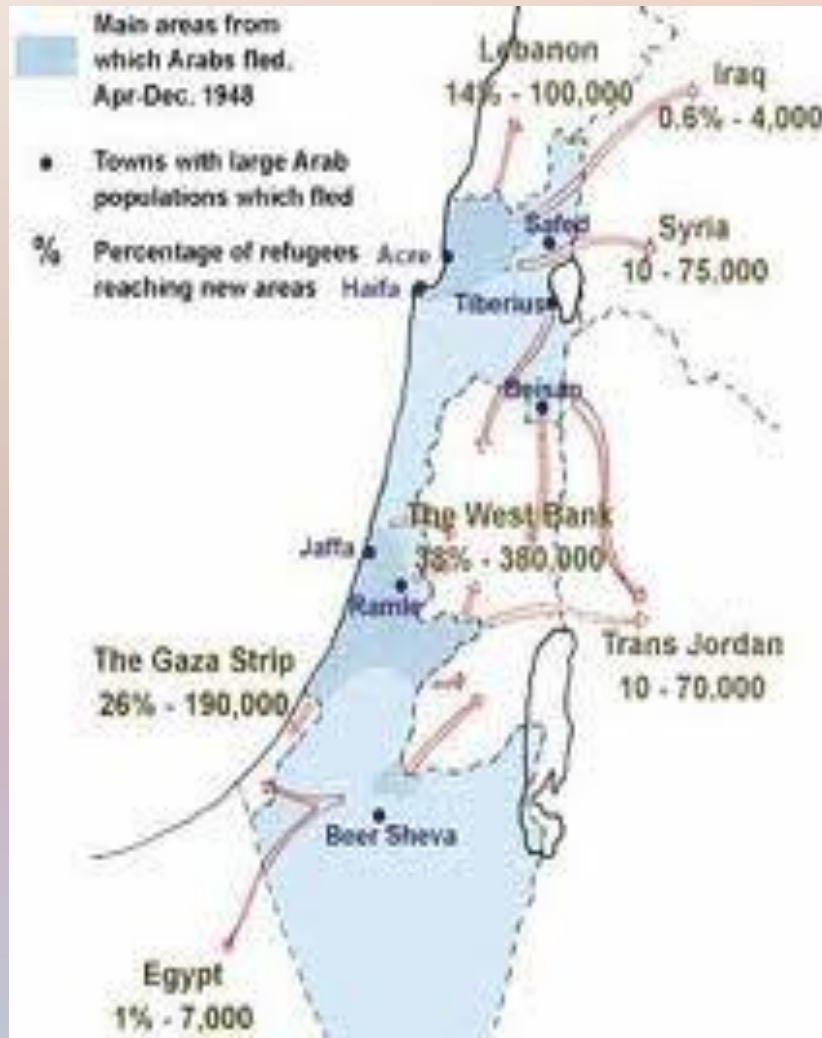 Main areas from
which Arabs fled.
Apr-Dec. 1948
Towns with large Arab
populations which fled
% Percentage of refugees
reaching new areas
Lebanon
14% - 100,000
Iraq
0.6% - 4,000
Safed
Syria
10 - 75,000
Acre
Haifa
Tiberius
Beisan
The West Bank
38% - 380,000
Jaffa
Ramle
The Gaza Strip
26% - 190,000
Trans Jordan
10 - 70,000
Beer Sheva
Egypt
1% - 7,000